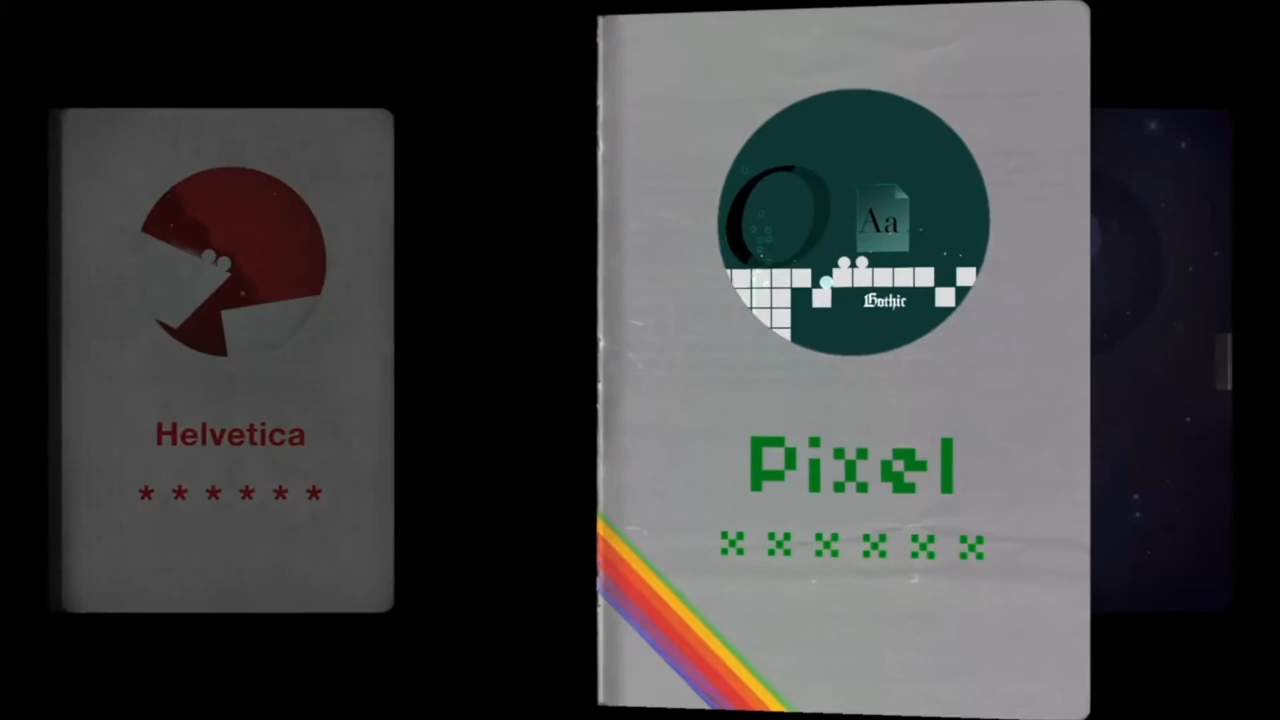 Helvetica
* * * * * *
O
Aa
Gothic
Pixel
* * * * * *